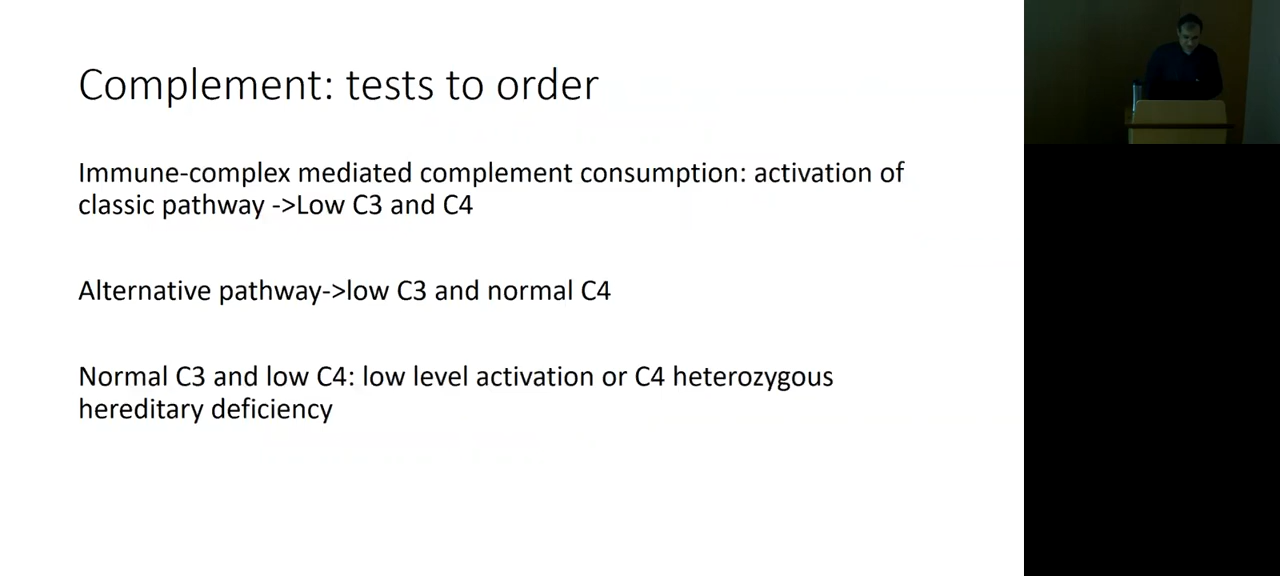 Complement: tests to order
Immune-complex mediated complement consumption: activation of
classic pathway ->Low C3 and C4
Alternative pathway->low C3 and normal C4
Normal C3 and low C4: low level activation or C4 heterozygous
hereditary deficiency